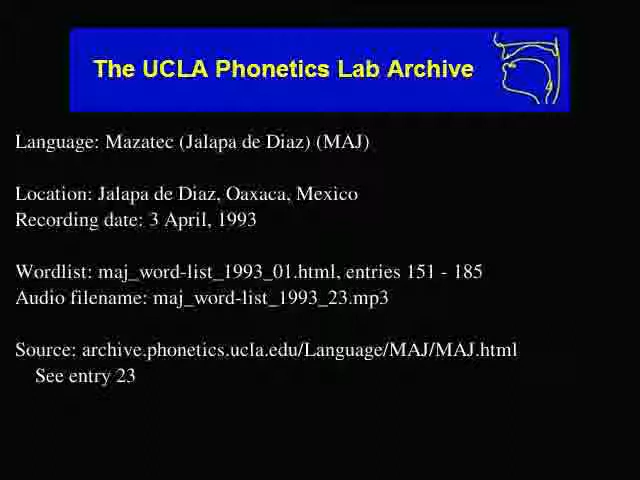 The UCLA Phonetics Lab Archive
Language: Mazatec (Jalapa de Diaz) (MAJ)
Location: Jalapa de Diaz, Oaxaca, Mexico
Recording date: 3 April, 1993
Wordlist: maj_word-list_1993_01.html, entries 151 - 185
Audio filename: maj_word-list_1993_23.mp3
Source: archive.phonetics.ucla.edu/Language/MAJ/MAJ.html
See entry 23